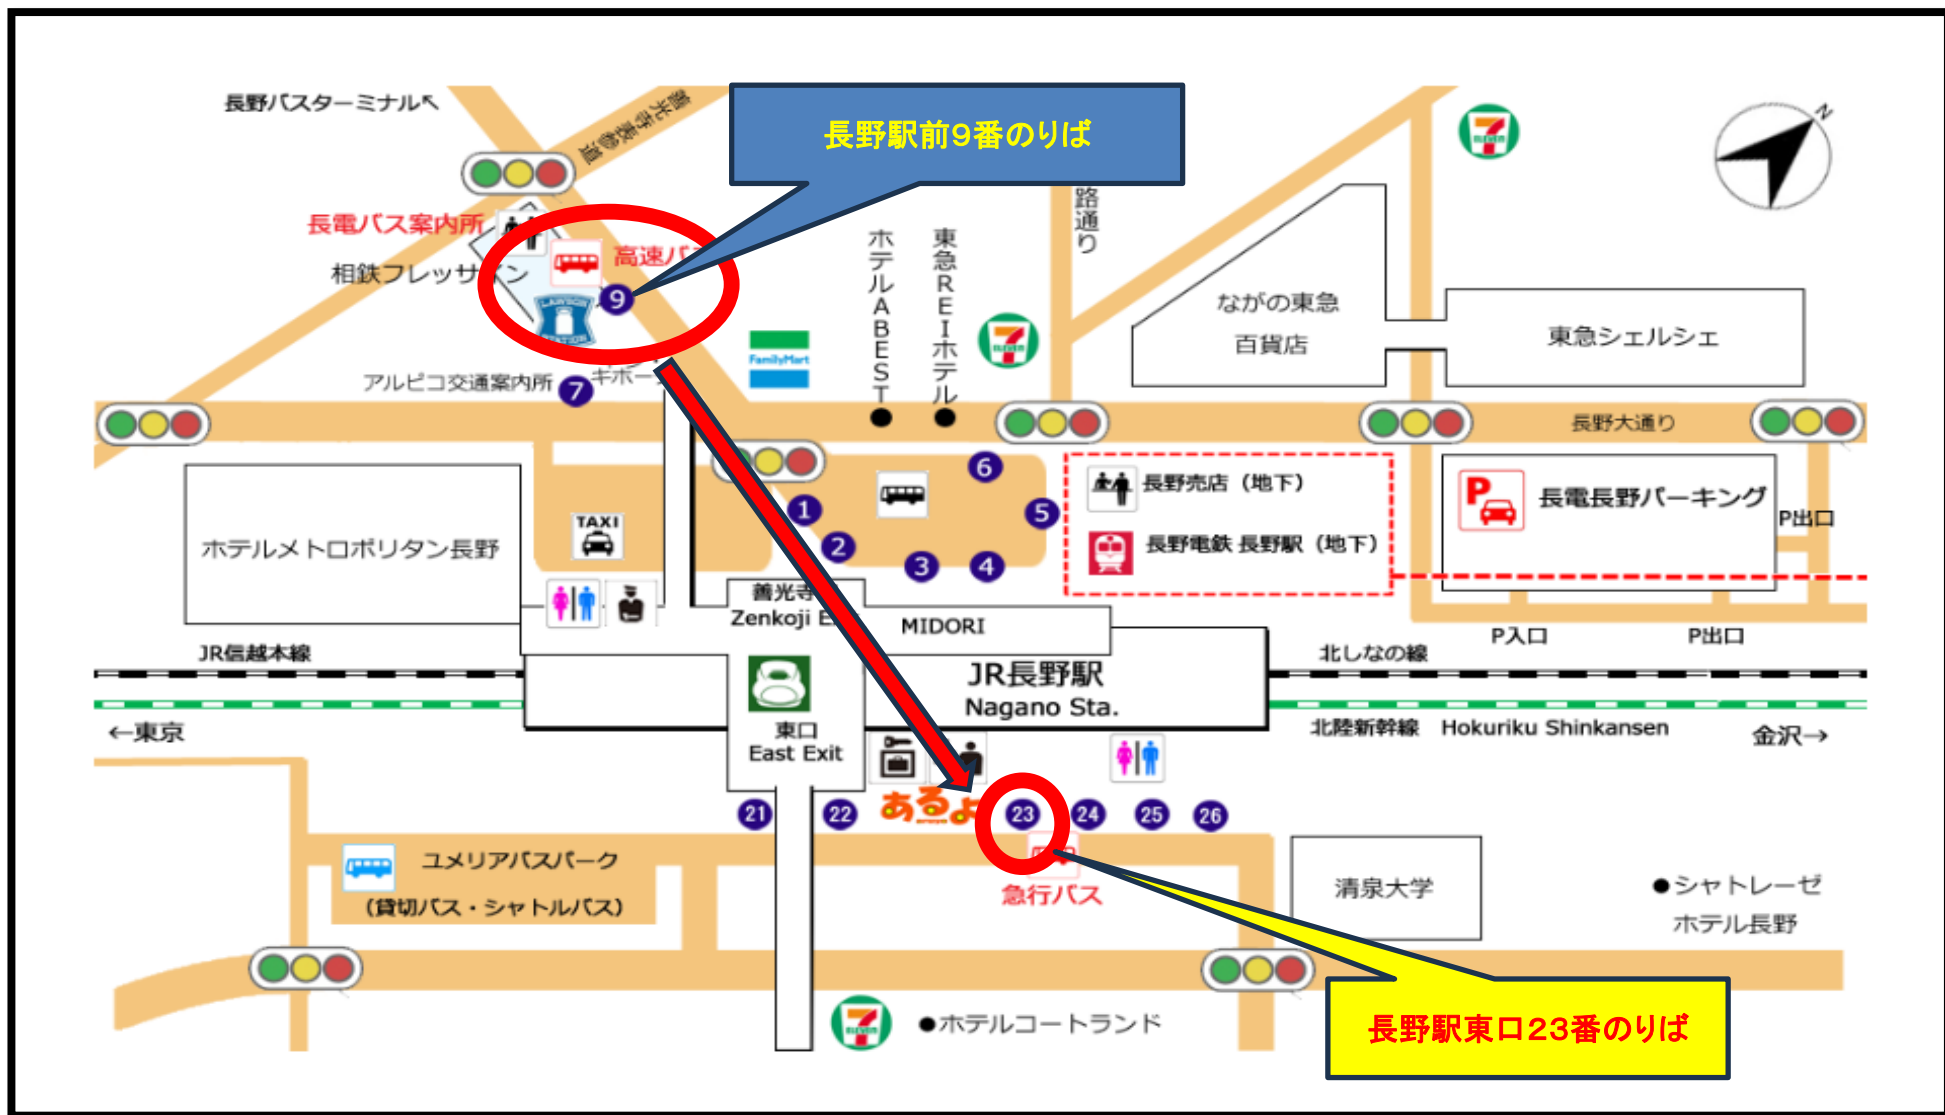 長野バスターミナル↖
善光寺表参道
長野駅前9番のりば
N
長電バス案内所
高速バ
相鉄フレッサイン
LAWSON
STATION
9
路通り
ホテルABEST
東急REIホテル
ながの東急
百貨店
東急シェルシェ
FamilyMart
7
ELEVEN
7
ELEVEN
アルピコ交通案内所
7
長野大通り
6
1
5
2
3
4
TAXI
ホテルメトロポリタン長野
長野売店（地下）
長野電鉄 長野駅（地下）
P
長電長野パーキング
P出口
P入口
P出口
善光寺
Zenkoji E
MIDORI
JR信越本線
北しなの線
JR長野駅
Nagano Sta.
←東京
東口
East Exit
北陸新幹線 Hokuriku Shinkansen
金沢→
21
22
あるよ
23
24
25
26
ユメリアバスパーク
（貸切バス・シャトルバス）
急行バス
清泉大学
●シャトレーゼ
ホテル長野
7
ELEVEN
●ホテルコートランド
長野駅東口23番のりば